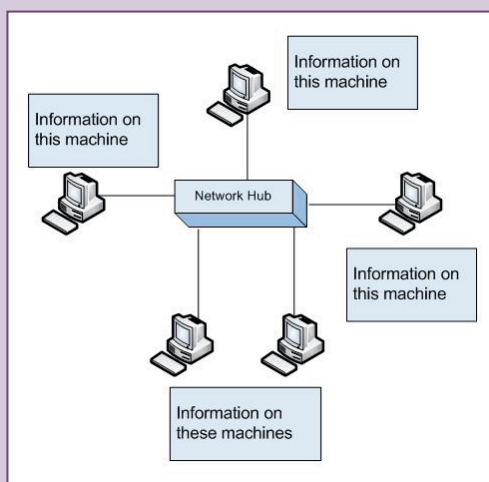 Information on
this machine
Information on
this machine
Network Hub
Information on
this machine
Information on
these machines